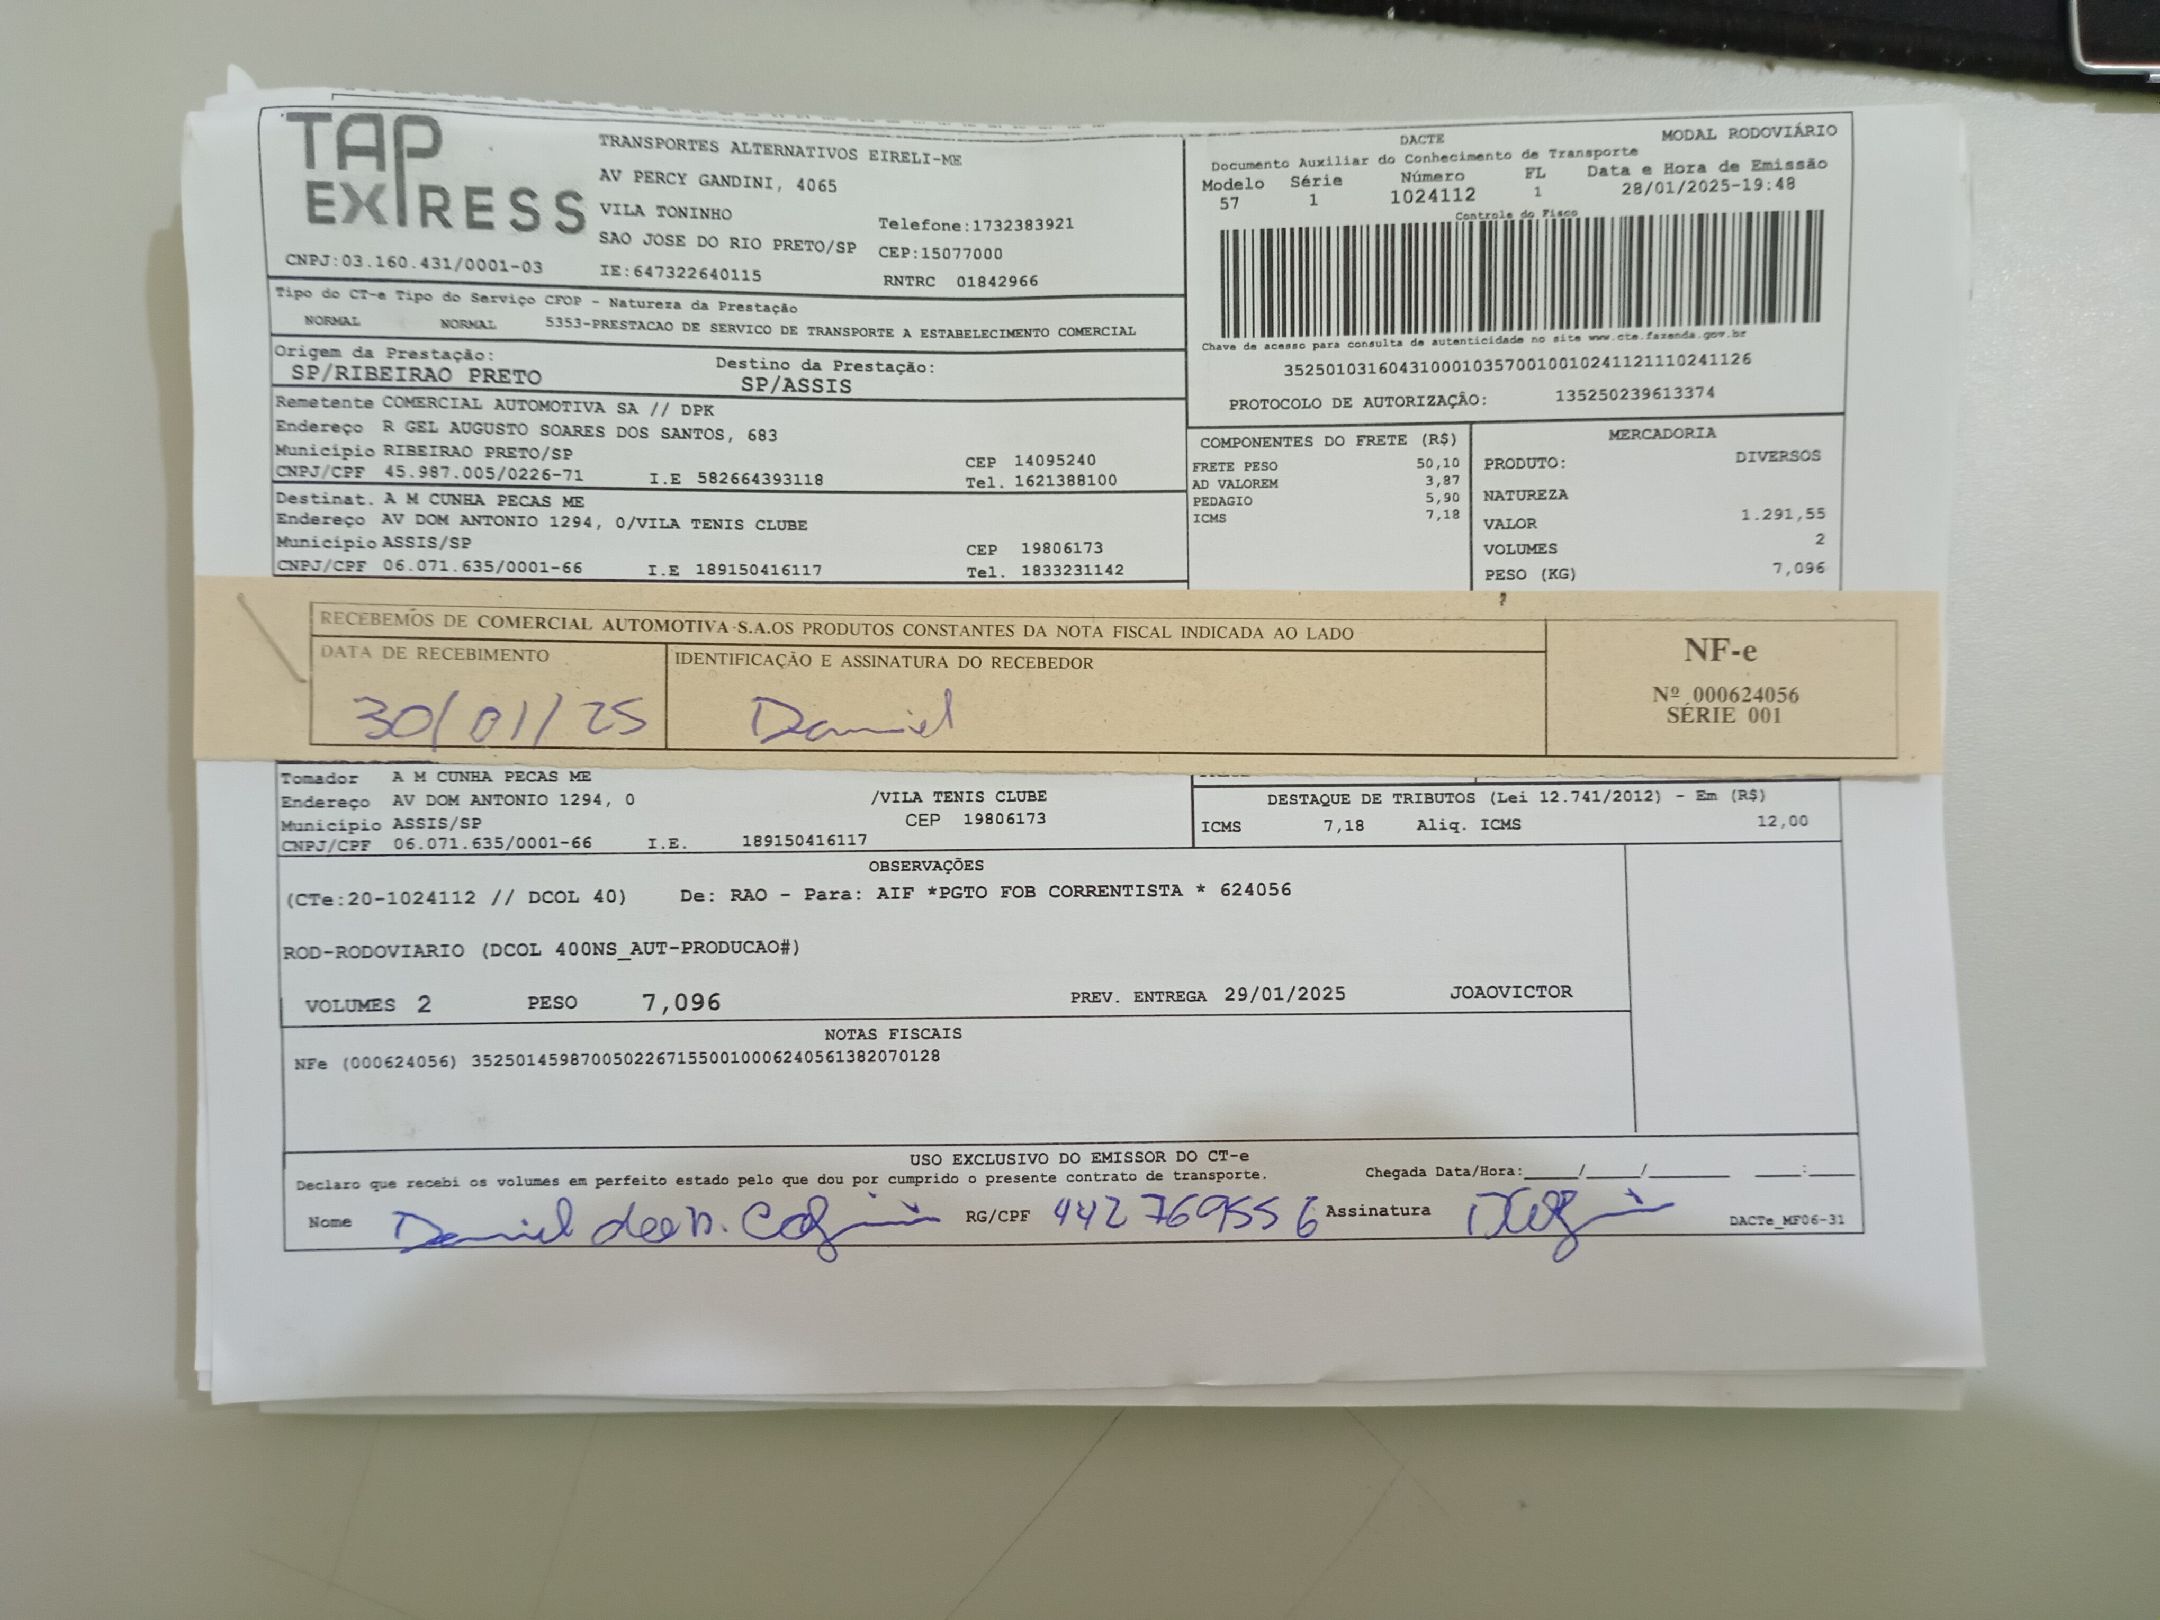 TAP EXPRESS
TRANSPORTES ALTERNATIVOS EIRELI-ME
AV PERCY GANDINI, 4065
VILA TONINHO
Telefone:1732383921
SAO JOSE DO RIO PRETO/SP CEP:15077000
CNPJ:03.160.431/0001-03 IE:647322640115 RNTRC 01842966
DACTE MODAL RODOVIÁRIO
Documento Auxiliar do Conhecimento de Transporte
Modelo Série Número FL Data e Hora de Emissão
57 1 1024112 1 28/01/2025-19:48
Controle do Fisco
Chave de acesso para consulta de autenticidade no site www.cte.fazenda.gov.br
35250103160431000103570010010241121110241126
PROTOCOLO DE AUTORIZAÇÃO: 135250239613374
Tipo do CT-e Tipo do Serviço CFOP - Natureza da Prestação
NORMAL NORMAL 5353-PRESTACAO DE SERVICO DE TRANSPORTE A ESTABELECIMENTO COMERCIAL
Origem da Prestação: Destino da Prestação:
SP/RIBEIRAO PRETO SP/ASSIS
Remetente COMERCIAL AUTOMOTIVA SA // DPK
Endereço R GEL AUGUSTO SOARES DOS SANTOS, 683
Município RIBEIRAO PRETO/SP CEP 14095240
CNPJ/CPF 45.987.005/0226-71 I.E 582664393118 Tel. 1621388100
Destinat. A M CUNHA PECAS ME
Endereço AV DOM ANTONIO 1294, 0/VILA TENIS CLUBE
Município ASSIS/SP CEP 19806173
CNPJ/CPF 06.071.635/0001-66 I.E 189150416117 Tel. 1833231142
COMPONENTES DO FRETE (R$)
FRETE PESO 50,10
AD VALOREM 3,87
PEDAGIO 5,90
ICMS 7,18
MERCADORIA
PRODUTO: DIVERSOS
NATUREZA
VALOR 1.291,55
VOLUMES 2
PESO (KG) 7,096
RECEBEMOS DE COMERCIAL AUTOMOTIVA S.A.OS PRODUTOS CONSTANTES DA NOTA FISCAL INDICADA AO LADO
DATA DE RECEBIMENTO IDENTIFICAÇÃO E ASSINATURA DO RECEBEDOR
30/01/25 Daniel
NF-e
Nº 000624056
SÉRIE 001
Tomador A M CUNHA PECAS ME
Endereço AV DOM ANTONIO 1294, 0 /VILA TENIS CLUBE
Município ASSIS/SP CEP 19806173
CNPJ/CPF 06.071.635/0001-66 I.E. 189150416117
DESTAQUE DE TRIBUTOS (Lei 12.741/2012) - Em (R$)
ICMS 7,18 Aliq. ICMS 12,00
OBSERVAÇÕES
(CTe:20-1024112 // DCOL 40) De: RAO - Para: AIF *PGTO FOB CORRENTISTA * 624056
ROD-RODOVIARIO (DCOL 400NS_AUT-PRODUCAO#)
VOLUMES 2 PESO 7,096 PREV. ENTREGA 29/01/2025 JOAOVICTOR
NOTAS FISCAIS
NFe (000624056) 35250145987005022671550010006240561382070128
USO EXCLUSIVO DO EMISSOR DO CT-e
Declaro que recebi os volumes em perfeito estado pelo que dou por cumprido o presente contrato de transporte. Chegada Data/Hora:____/____/________ ____:____
Nome Daniel RG/CPF 442769556 Assinatura
DACTe_MF06-31